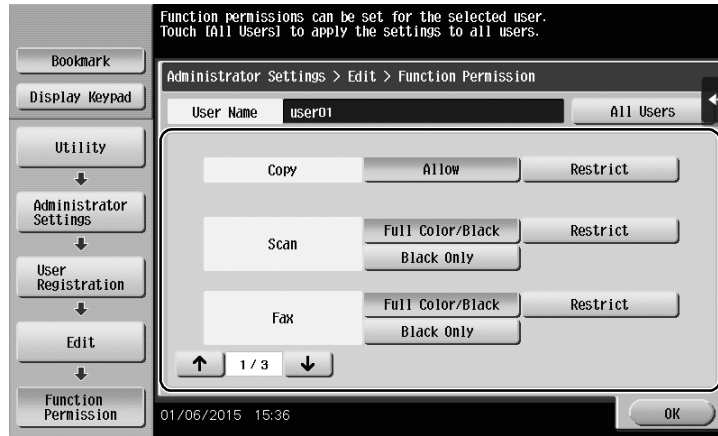 Function permissions can be set for the selected user.
Touch [All Users] to apply the settings to all users.
Bookmark
Display Keypad
Utility
Administrator
Settings
User
Registration
Edit
Function
Permission
Administrator Settings > Edit > Function Permission
User Name user01 All Users
Copy Allow Restrict
Scan Full Color/Black Restrict
Black Only
Fax Full Color/Black Restrict
Black Only
↑ 1/3 ↓
01/06/2015 15:36 OK